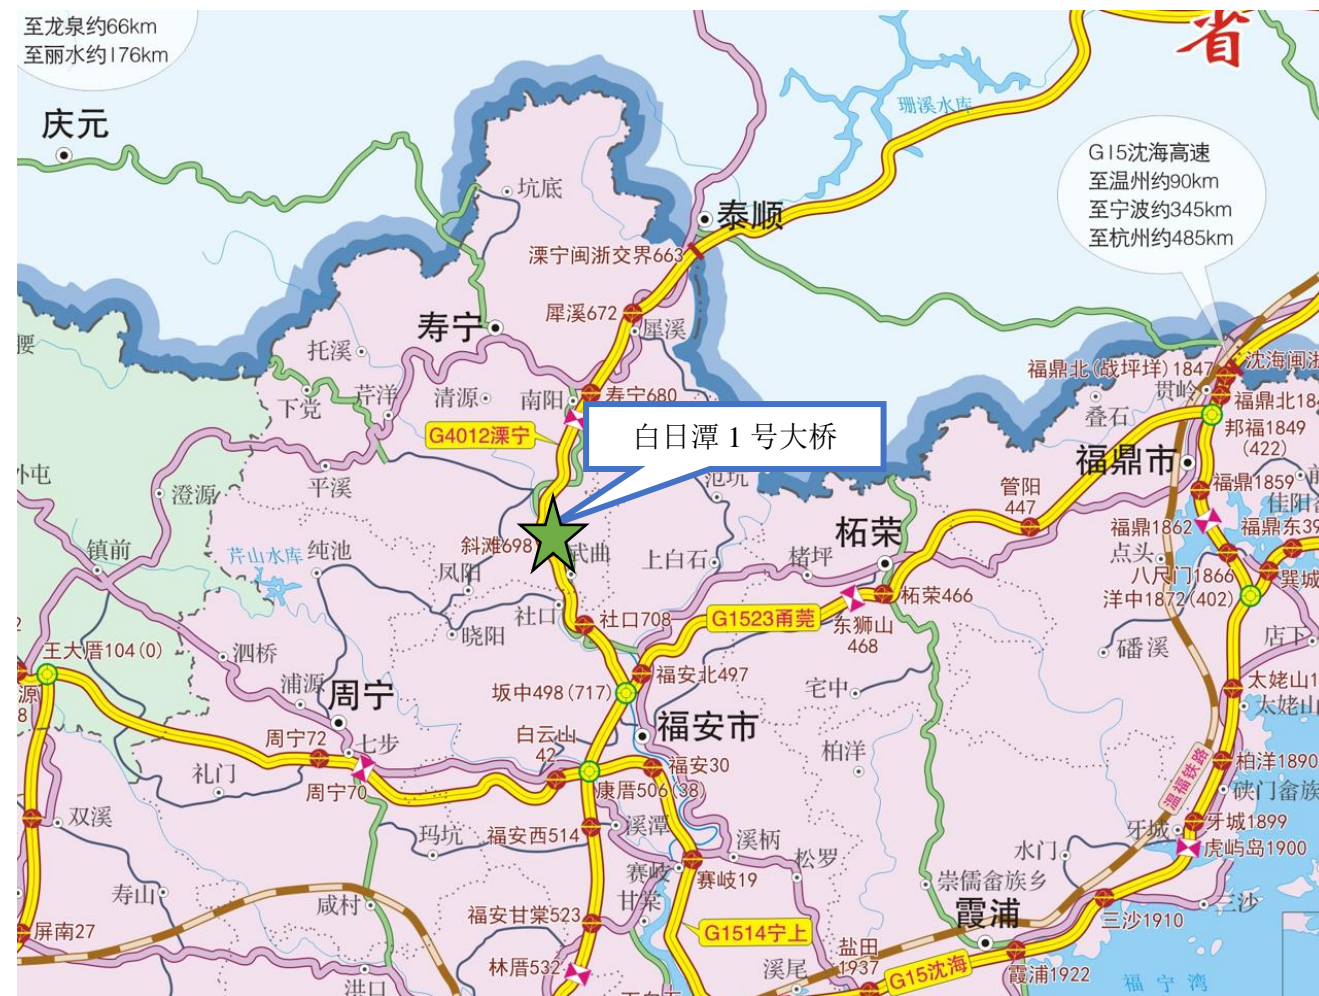 至龙泉约66km
至丽水约176km
省
庆元
珊溪水库
G15沈海高速
至温州约90km
至宁波约345km
至杭州约485km
坑底
泰顺
溧宁闽浙交界663
犀溪672
犀溪
寿宁
托溪
下党
芹洋
清源
南阳
寿宁680
G4012溧宁
白日潭 1 号大桥
福鼎北(战坪垟)1847
贯岭
叠石
邦福1849
(422)
福鼎市
外屯
澄源
平溪
范坑
管阳
447
福鼎1859
福鼎1862
点头
镇前
芹山水库
纯池
斜滩698
武曲
凤阳
上白石
楮坪
柘荣
八尺门1866
洋中1872(402)
社口
社口708
晓阳
G1523甬莞
东狮山
468
柘荣466
磻溪
店下
王大厝104(0)
泗桥
浦源
周宁
坂中498(717)
福安北497
宅中
福安市
太姥山
周宁72
七步
白云山
42
柏洋
礼门
周宁70
福安30
康厝506(38)
温福铁路
柏洋1890
双溪
玛坑
福安西514
溪潭
溪柄
松罗
牙城
牙城1899
水门
虎屿岛1900
寿山
咸村
赛岐
赛岐19
甘棠
崇儒畲族乡
霞浦
三沙
三沙1910
屏南27
福安甘棠523
G1514宁上
盐田
1937
林厝532
溪尾
G15沈海
霞浦1922
福宁湾
洪口